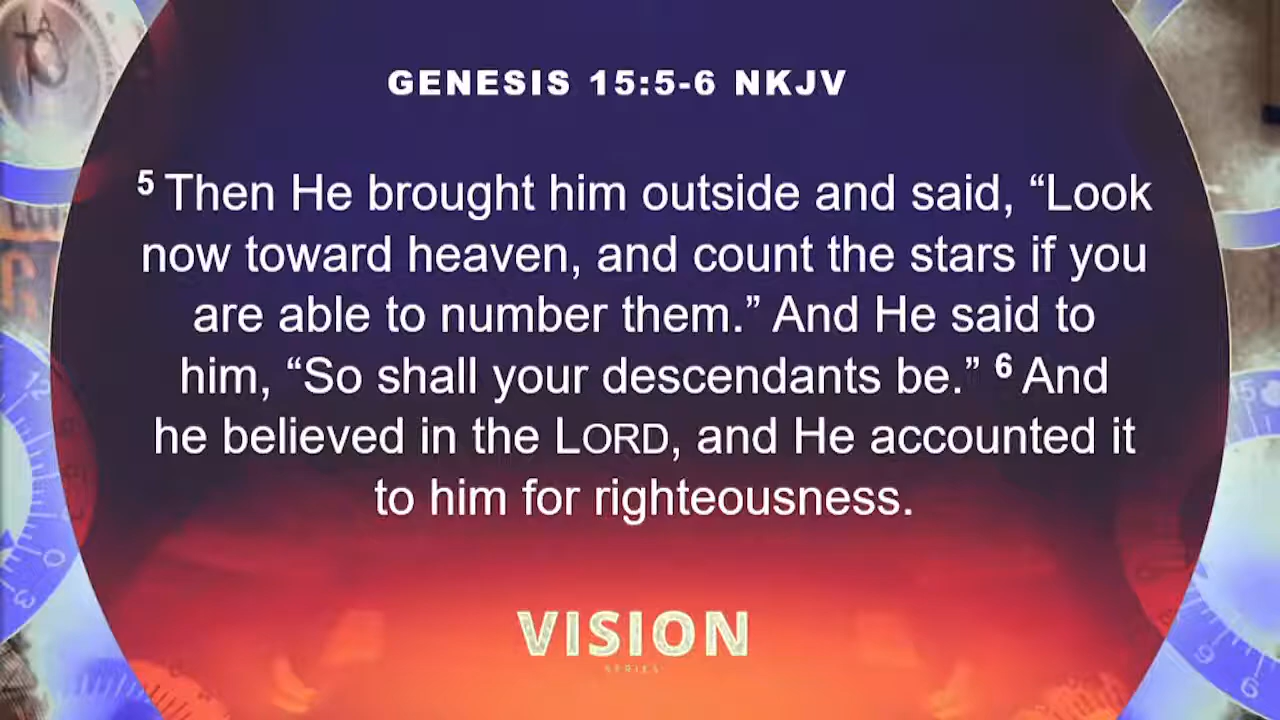 GENESIS 15:5-6 NKJV
5 Then He brought him outside and said, “Look
now toward heaven, and count the stars if you
are able to number them.” And He said to
him, “So shall your descendants be.” 6 And
he believed in the LORD, and He accounted it
to him for righteousness.
VISION
SERIES